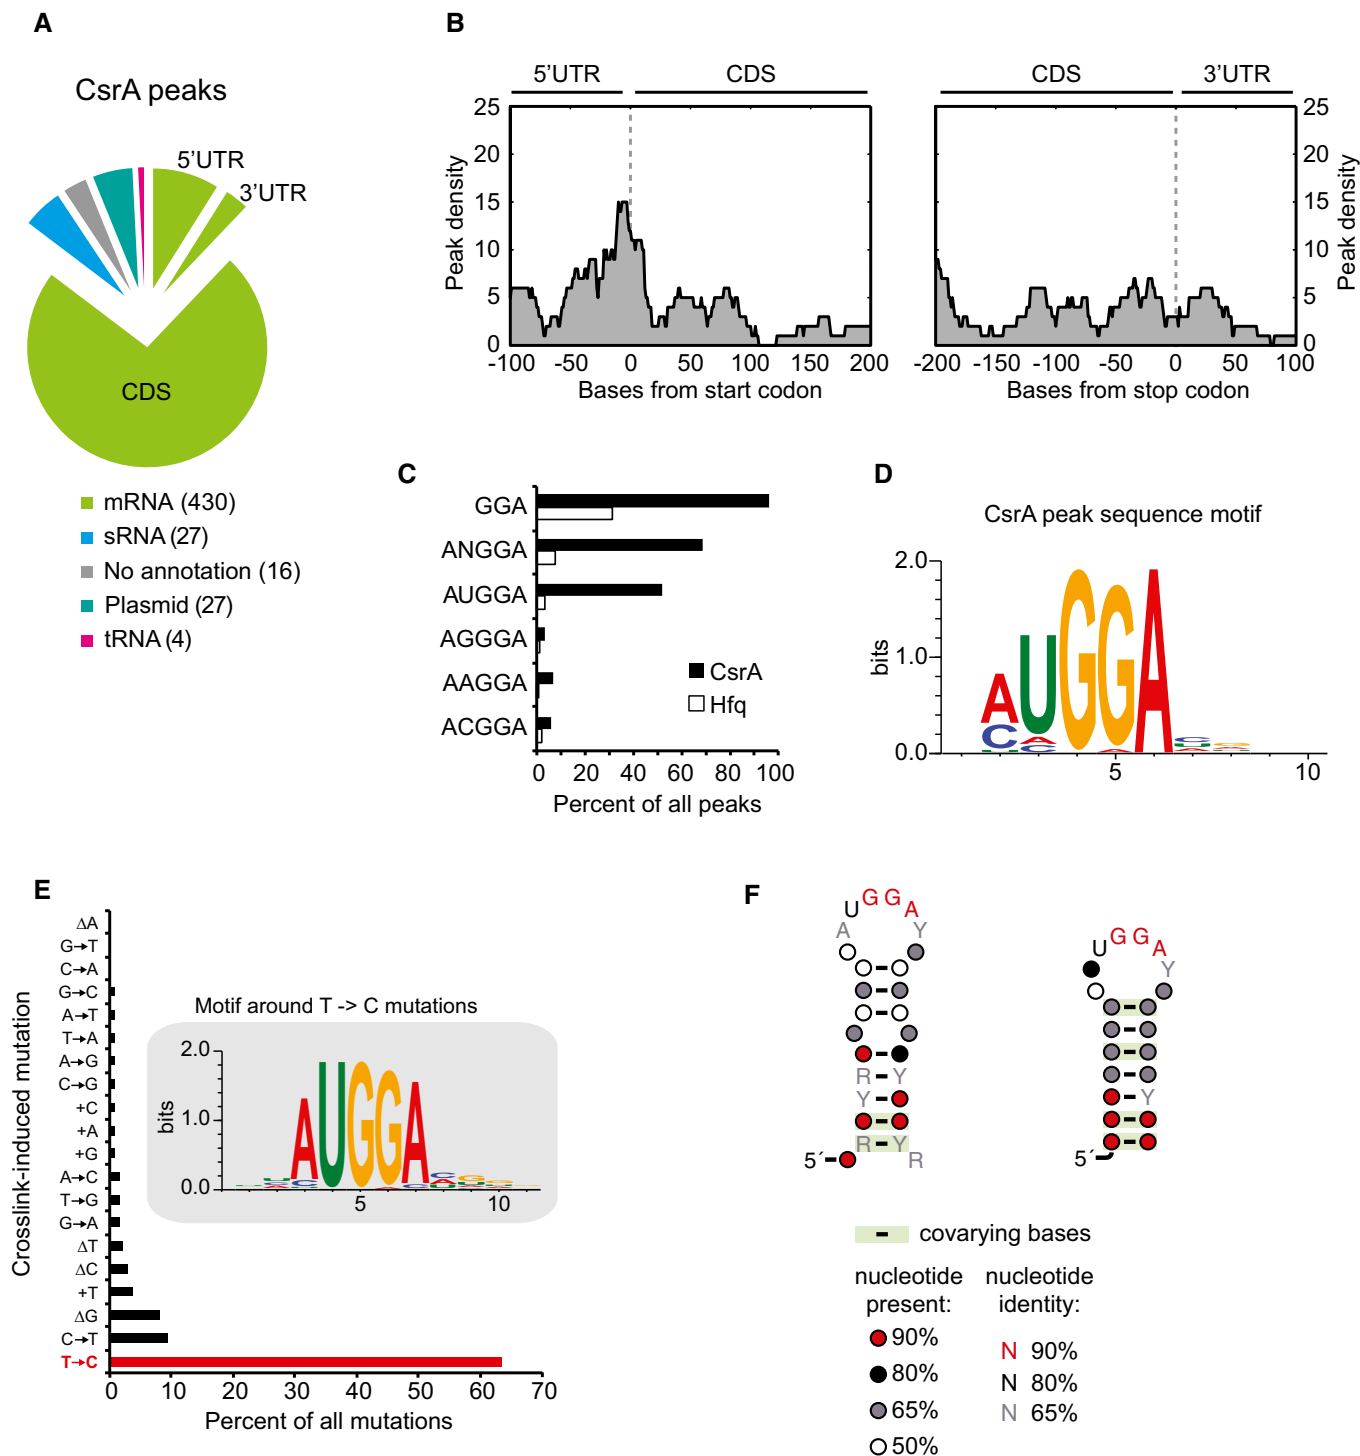 A
CsrA peaks
5'UTR
3'UTR
CDS
mRNA (430)
sRNA (27)
No annotation (16)
Plasmid (27)
tRNA (4)
B
5'UTR CDS
CDS 3'UTR
Peak density
25
20
15
10
5
0
-100 -50 0 50 100 150 200
Bases from start codon
25
20
15
10
5
0
Peak density
-200 -150 -100 -50 0 50 100
Bases from stop codon
C
GGA
ANGGA
AUGGA
AGGGA
AAGGA
ACGGA
CsrA
Hfq
0 20 40 60 80 100
Percent of all peaks
D
CsrA peak sequence motif
2.0
1.0
0.0
bits
AUGGA
5 10
E
Crosslink-induced mutation
ΔA
G→T
C→A
G→C
A→T
T→A
A→G
C→G
+C
+A
+G
A→C
T→G
G→A
ΔT
ΔC
+T
ΔG
C→T
T→C
0 10 20 30 40 50 60 70
Percent of all mutations
Motif around T -> C mutations
2.0
1.0
0.0
bits
AUGGA
5 10
F
A U G G A Y
R - Y
Y -
R - Y
R
5´
U G G A Y
- Y
5´
covarying bases
nucleotide present:
90%
80%
65%
50%
nucleotide identity:
N 90%
N 80%
N 65%